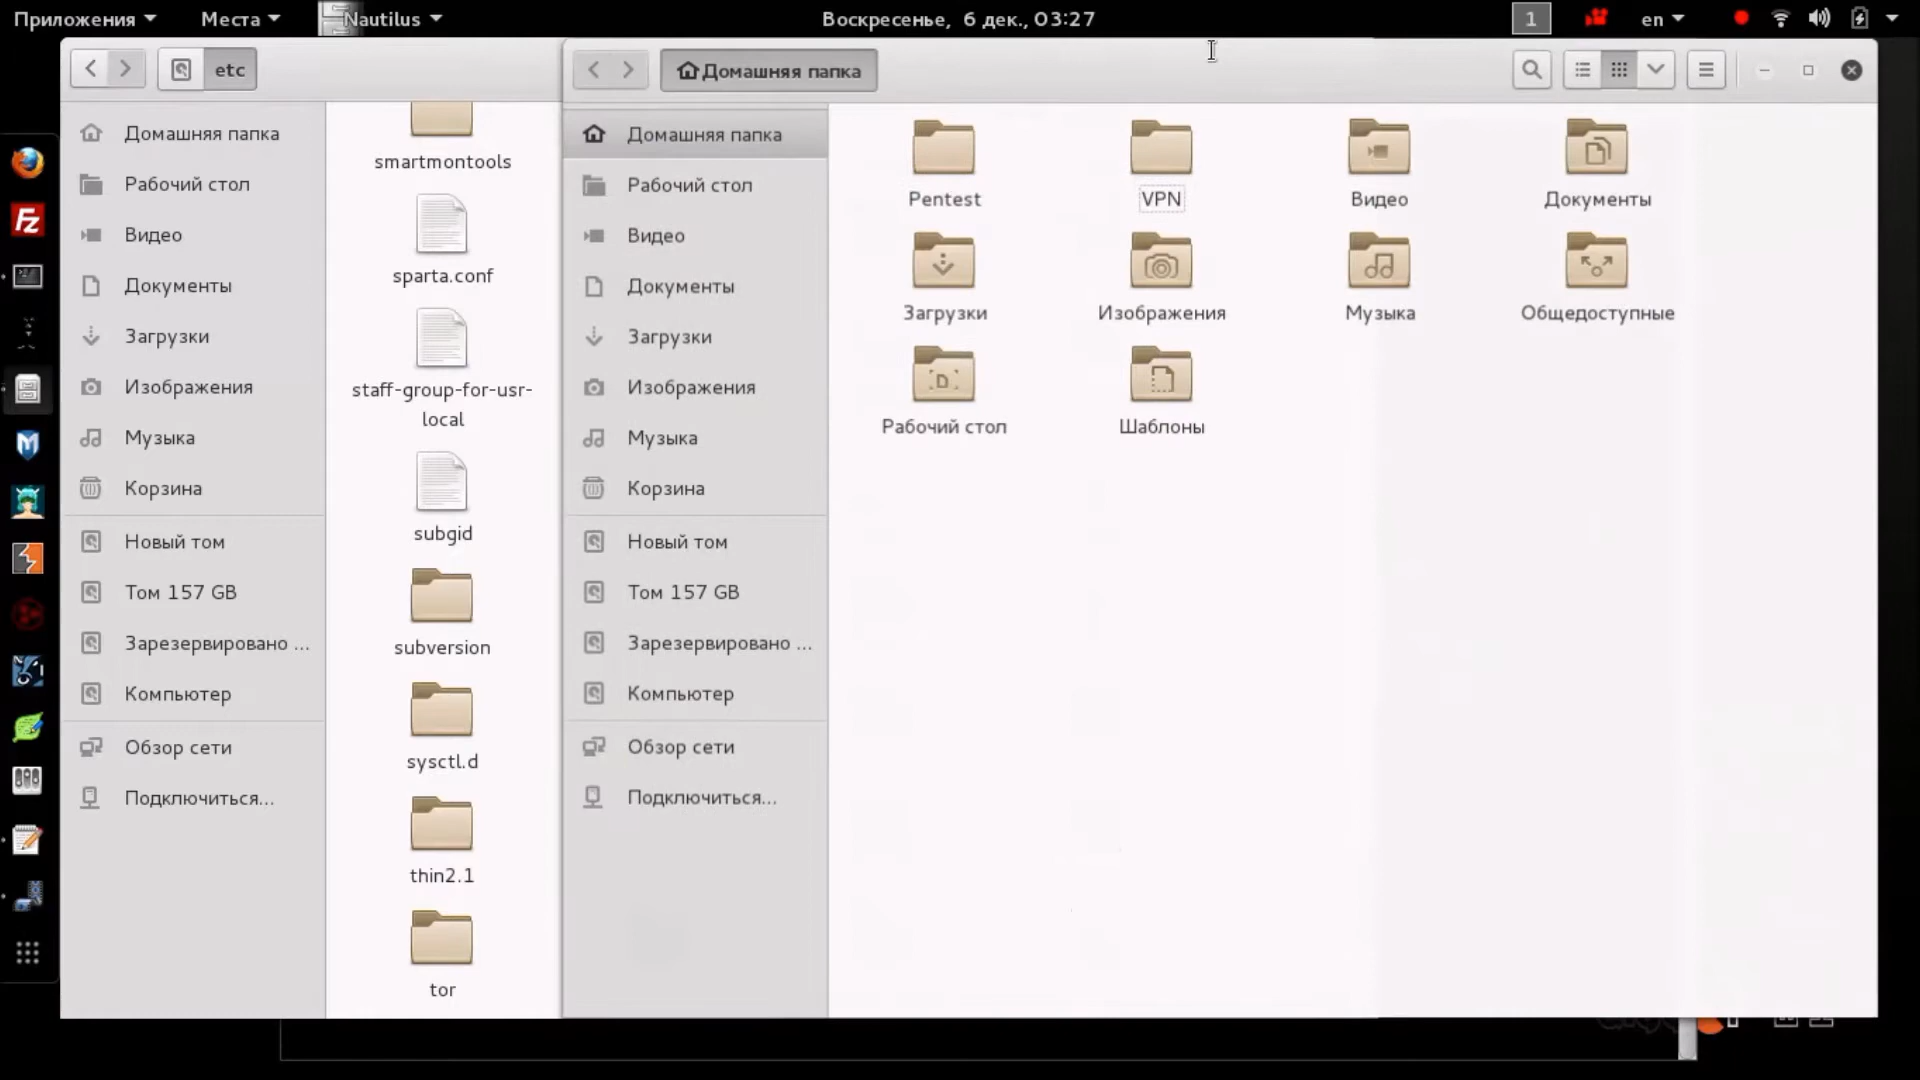 Приложения
Места
Nautilus
Воскресенье, 6 дек., 03:27
1
en
etc
Домашняя папка
Рабочий стол
Видео
Документы
Загрузки
Изображения
Музыка
Корзина
Новый том
Том 157 GB
Зарезервировано ...
Компьютер
Обзор сети
Подключиться...
smartmontools
sparta.conf
staff-group-for-usr-
local
subgid
subversion
sysctl.d
thin2.1
tor
Домашняя папка
Домашняя папка
Рабочий стол
Видео
Документы
Загрузки
Изображения
Музыка
Корзина
Новый том
Том 157 GB
Зарезервировано ...
Компьютер
Обзор сети
Подключиться...
Pentest
VPN
Видео
Документы
Загрузки
Изображения
Музыка
Общедоступные
Рабочий стол
Шаблоны